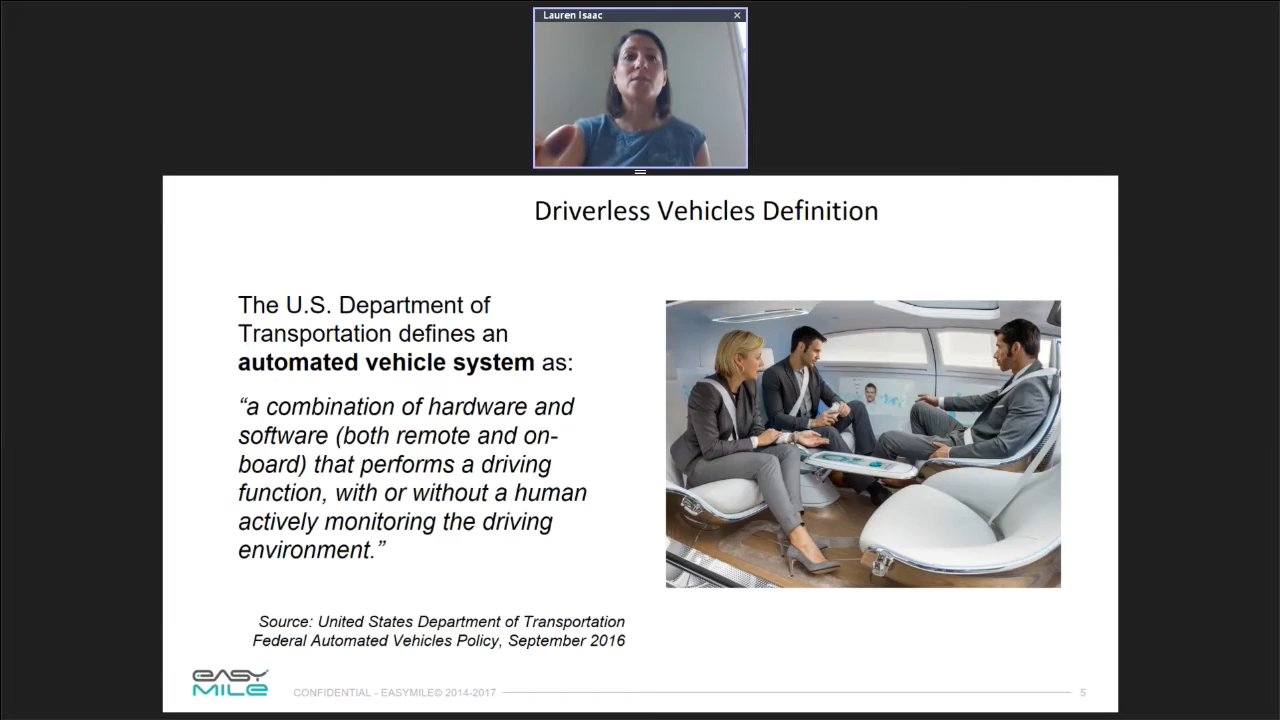 Lauren Isaac
Driverless Vehicles Definition
The U.S. Department of
Transportation defines an
automated vehicle system as:
“a combination of hardware and
software (both remote and on-
board) that performs a driving
function, with or without a human
actively monitoring the driving
environment.”
Source: United States Department of Transportation
Federal Automated Vehicles Policy, September 2016
EASY
MILE
CONFIDENTIAL - EASYMILE© 2014-2017
5